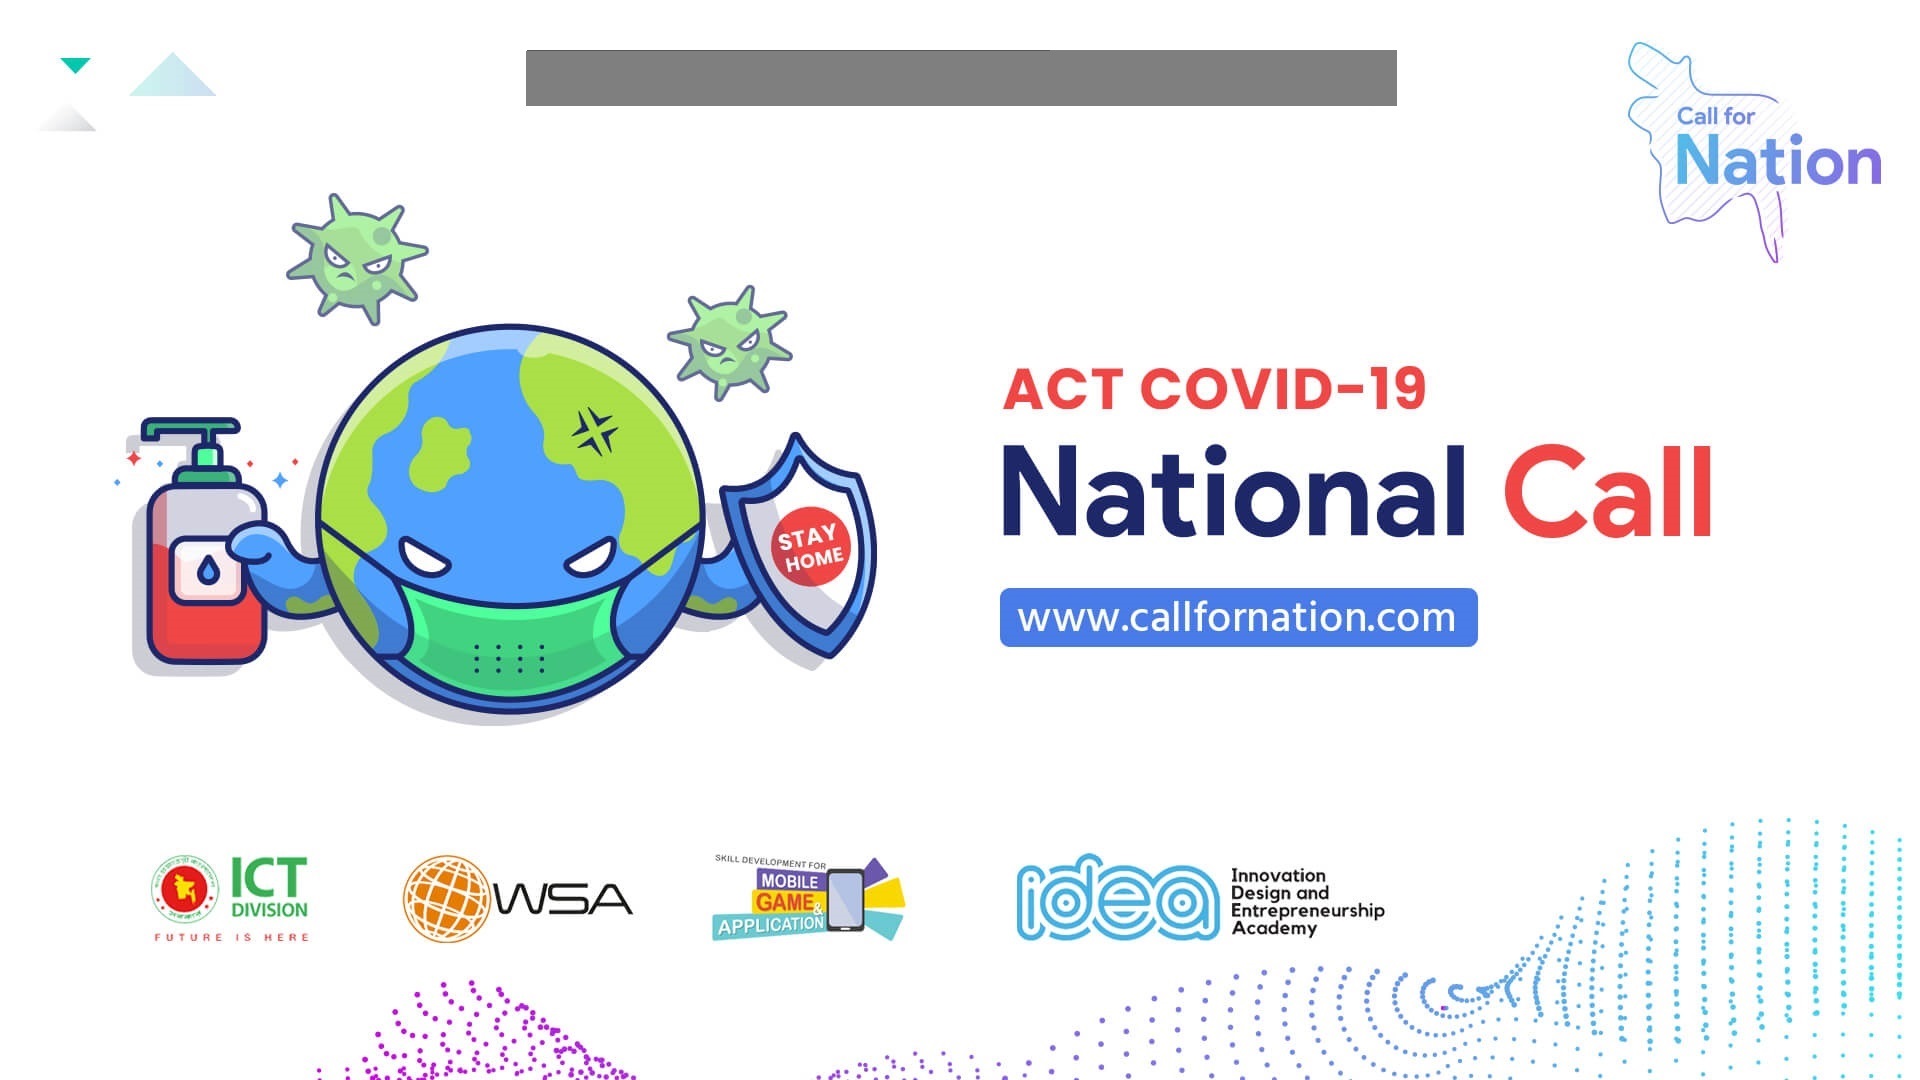 Call for
Nation
ACT COVID-19
National Call
www.callfornation.com
STAY
HOME
ICT
DIVISION
FUTURE IS HERE
WSA
SKILL DEVELOPMENT FOR
MOBILE
GAME &
APPLICATION
idea
Innovation
Design and
Entrepreneurship
Academy